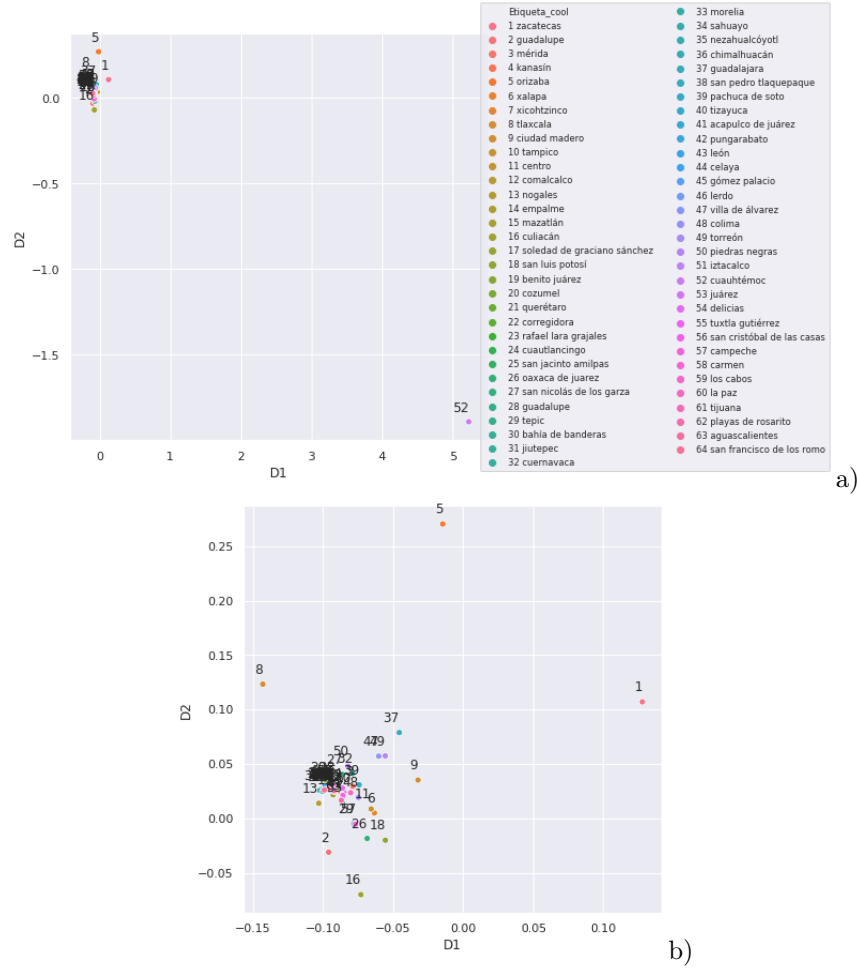 Etiqueta_cool
1 zacatecas
2 guadalupe
3 mérida
4 kanasín
5 orizaba
6 xalapa
7 xicohtzinco
8 tlaxcala
9 ciudad madero
10 tampico
11 centro
12 comalcalco
13 nogales
14 empalme
15 mazatlán
16 culiacán
17 soledad de graciano sánchez
18 san luis potosí
19 benito juárez
20 cozumel
21 querétaro
22 corregidora
23 rafael lara grajales
24 cuautlancingo
25 san jacinto amilpas
26 oaxaca de juarez
27 san nicolás de los garza
28 guadalupe
29 tepic
30 bahía de banderas
31 jiutepec
32 cuernavaca
33 morelia
34 sahuayo
35 nezahualcóyotl
36 chimalhuacán
37 guadalajara
38 san pedro tlaquepaque
39 pachuca de soto
40 tizayuca
41 acapulco de juárez
42 pungarabato
43 león
44 celaya
45 gómez palacio
46 lerdo
47 villa de álvarez
48 colima
49 torreón
50 piedras negras
51 iztacalco
52 cuauhtémoc
53 juárez
54 delicias
55 tuxtla gutiérrez
56 san cristóbal de las casas
57 campeche
58 carmen
59 los cabos
60 la paz
61 tijuana
62 playas de rosarito
63 aguascalientes
64 san francisco de los romo
5
8 1
16
0.0
−0.5
−1.0
−1.5
D2
52
0 1 2 3 4 5
D1
a)
5
0.25
0.20
0.15
0.10
0.05
0.00
−0.05
D2
8
1
37
49
50
9
13
11
6
26 18
2
16
−0.15 −0.10 −0.05 0.00 0.05 0.10
D1
b)